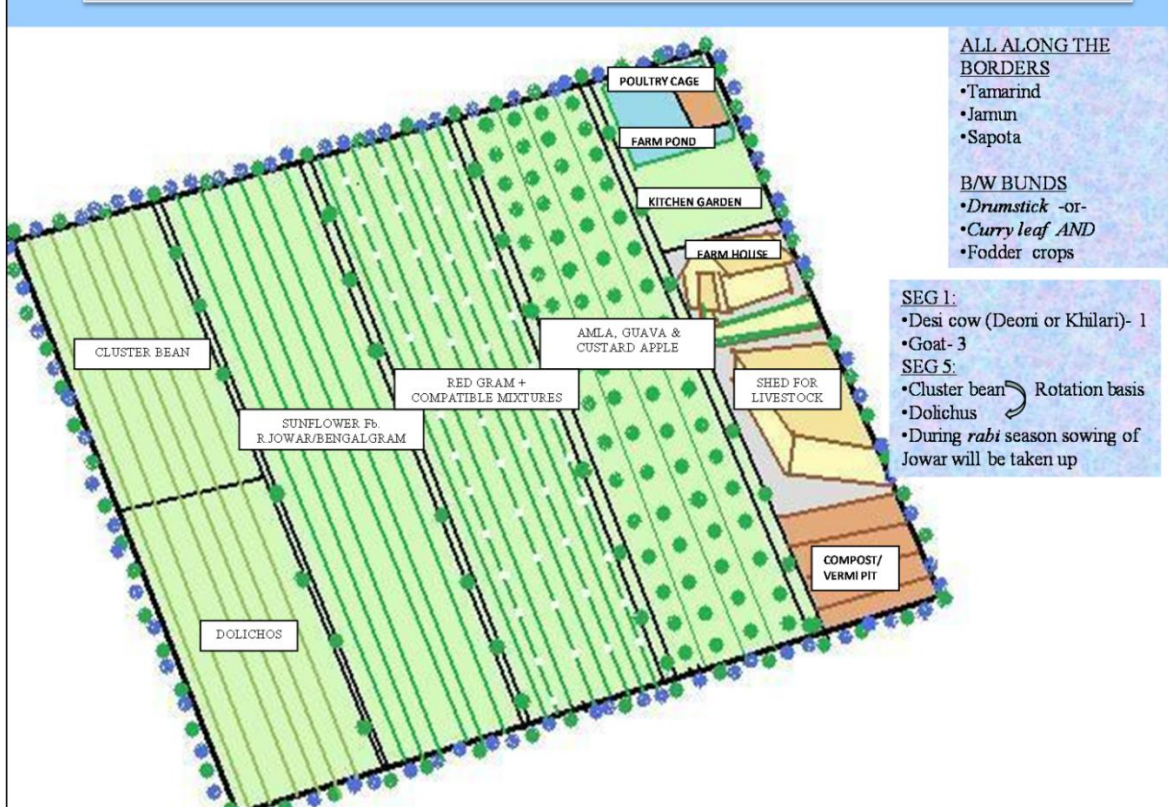 POULTRY CAGE
FARM POND
KITCHEN GARDEN
FARM HOUSE
AMLA, GUAVA &
CUSTARD APPLE
SHED FOR
LIVESTOCK
COMPOST/
VERMI PIT
RED GRAM +
COMPATIBLE MIXTURES
SUNFLOWER Fb.
R.JOWAR/BENGALGRAM
CLUSTER BEAN
DOLICHOS
ALL ALONG THE
BORDERS
•Tamarind
•Jamun
•Sapota
B/W BUNDS
•Drumstick -or-
•Curry leaf AND
•Fodder crops
SEG 1:
•Desi cow (Deoni or Khilari)- 1
•Goat- 3
SEG 5:
•Cluster bean Rotation basis
•Dolichus
•During rabi season sowing of
Jowar will be taken up